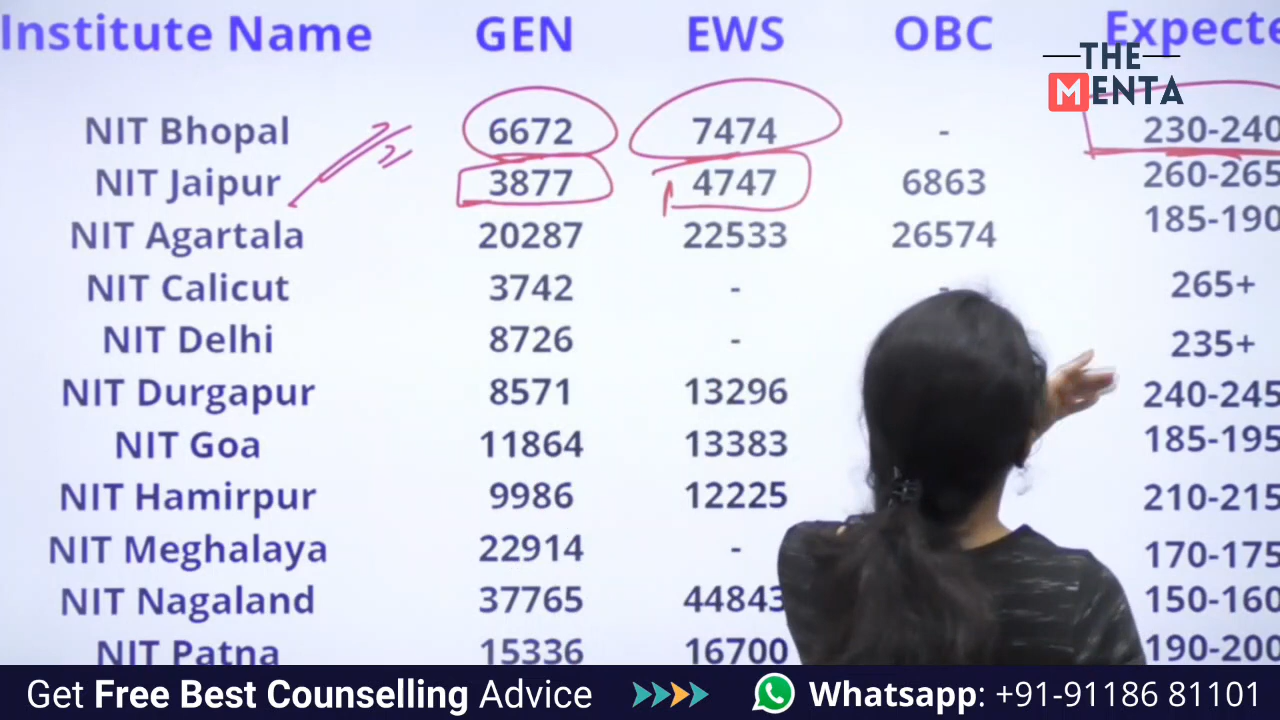 Institute Name GEN EWS OBC Expecte
THE
MENTA
NIT Bhopal 6672 7474 - 230-240
NIT Jaipur 3877 4747 6863 260-265
NIT Agartala 20287 22533 26574 185-190
NIT Calicut 3742 - - 265+
NIT Delhi 8726 - 235+
NIT Durgapur 8571 13296 240-245
NIT Goa 11864 13383 185-195
NIT Hamirpur 9986 12225 210-215
NIT Meghalaya 22914 - 170-175
NIT Nagaland 37765 44843 150-160
NIT Patna 15336 16700 190-200
Get Free Best Counselling Advice Whatsapp: +91-91186 81101